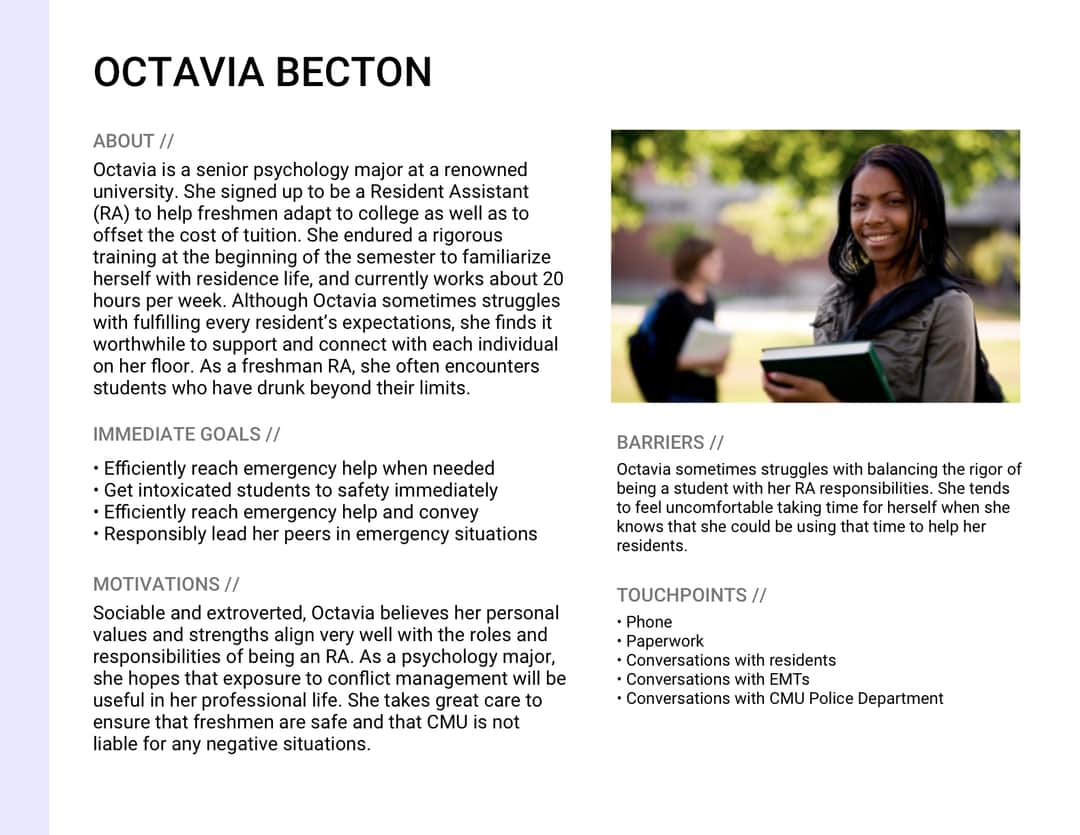 OCTAVIA BECTON
ABOUT //
Octavia is a senior psychology major at a renowned
university. She signed up to be a Resident Assistant
(RA) to help freshmen adapt to college as well as to
offset the cost of tuition. She endured a rigorous
training at the beginning of the semester to familiarize
herself with residence life, and currently works about 20
hours per week. Although Octavia sometimes struggles
with fulfilling every resident’s expectations, she finds it
worthwhile to support and connect with each individual
on her floor. As a freshman RA, she often encounters
students who have drunk beyond their limits.
IMMEDIATE GOALS //
• Efficiently reach emergency help when needed
• Get intoxicated students to safety immediately
• Efficiently reach emergency help and convey
• Responsibly lead her peers in emergency situations
MOTIVATIONS //
Sociable and extroverted, Octavia believes her personal
values and strengths align very well with the roles and
responsibilities of being an RA. As a psychology major,
she hopes that exposure to conflict management will be
useful in her professional life. She takes great care to
ensure that freshmen are safe and that CMU is not
liable for any negative situations.
BARRIERS //
Octavia sometimes struggles with balancing the rigor of
being a student with her RA responsibilities. She tends
to feel uncomfortable taking time for herself when she
knows that she could be using that time to help her
residents.
TOUCHPOINTS //
• Phone
• Paperwork
• Conversations with residents
• Conversations with EMTs
• Conversations with CMU Police Department